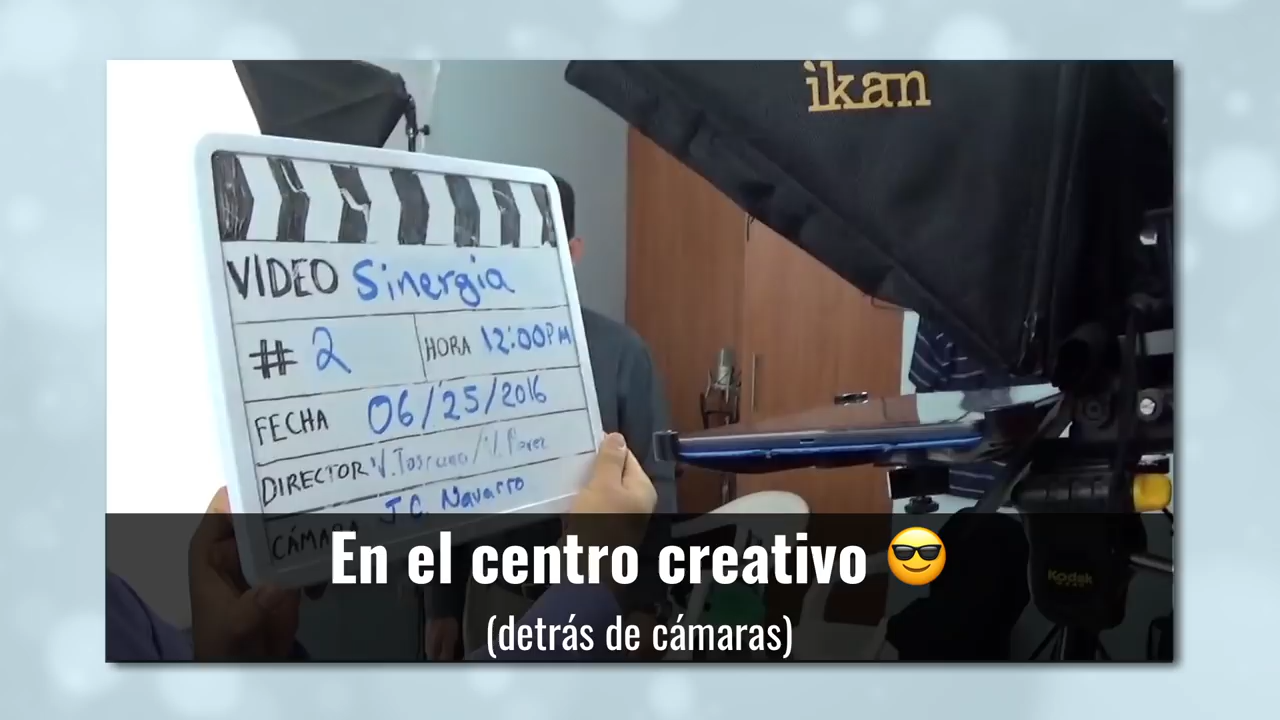 ikan
VIDEO Sinergia
# 2 HORA 12:00PM
FECHA 06/25/2016
DIRECTOR
J.C. Navarro
En el centro creativo 😎
(detrás de cámaras)
Kodak